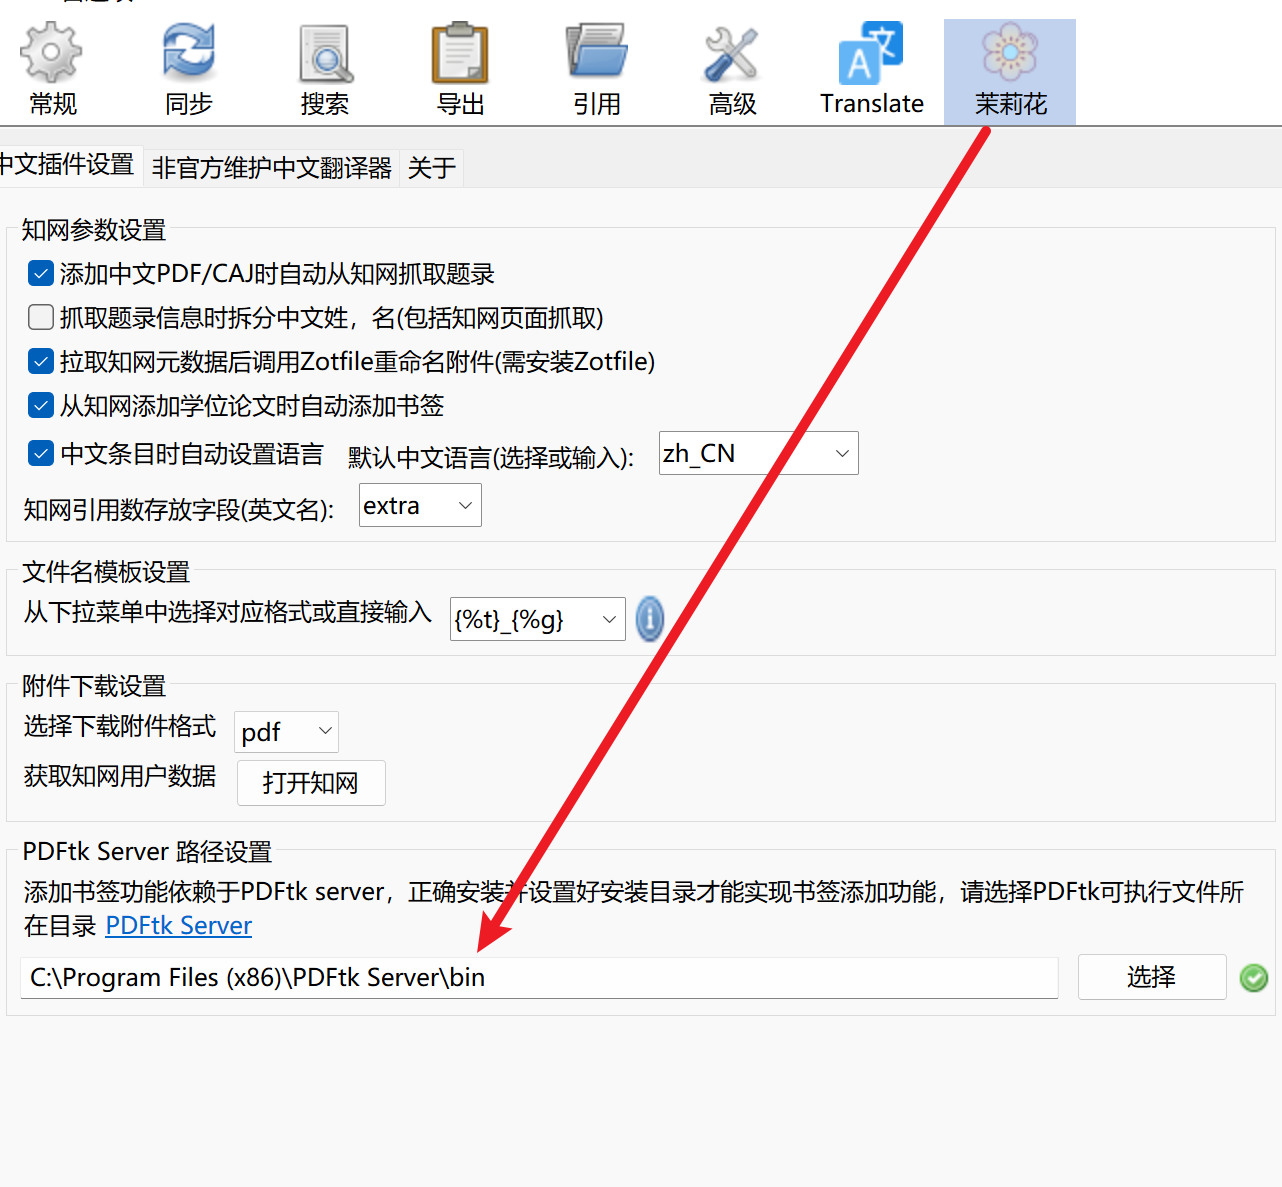 常规
同步
搜索
导出
引用
高级
Translate
茉莉花
中文插件设置
非官方维护中文翻译器
关于
知网参数设置
添加中文PDF/CAJ时自动从知网抓取题录
抓取题录信息时拆分中文姓，名(包括知网页面抓取)
拉取知网元数据后调用Zotfile重命名附件(需安装Zotfile)
从知网添加学位论文时自动添加书签
中文条目时自动设置语言 默认中文语言(选择或输入): zh_CN
知网引用数存放字段(英文名): extra
文件名模板设置
从下拉菜单中选择对应格式或直接输入 {%t}_{%g}
附件下载设置
选择下载附件格式 pdf
获取知网用户数据 打开知网
PDFtk Server 路径设置
添加书签功能依赖于PDFtk server，正确安装并设置好安装目录才能实现书签添加功能，请选择PDFtk可执行文件所
在目录 PDFtk Server
C:\Program Files (x86)\PDFtk Server\bin 选择